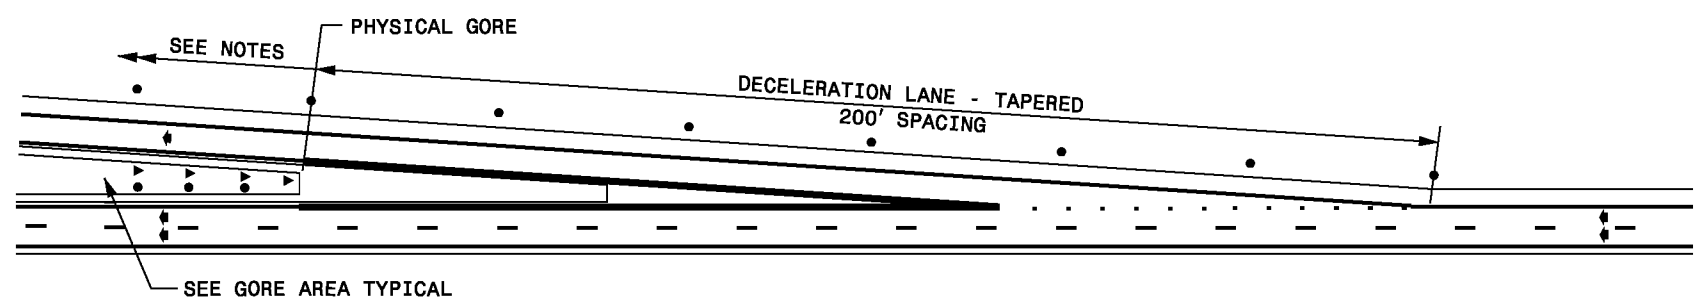 PHYSICAL GORE
SEE NOTES
DECELERATION LANE - TAPERED
200' SPACING
SEE GORE AREA TYPICAL